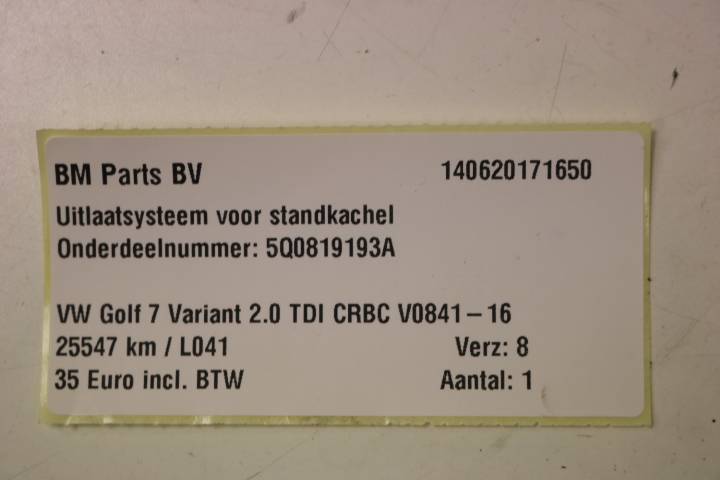 BM Parts BV 140620171650
Uitlaatsysteem voor standkachel
Onderdeelnummer: 5Q0819193A
VW Golf 7 Variant 2.0 TDI CRBC V0841-16
25547 km / L041 Verz: 8
35 Euro incl. BTW Aantal: 1